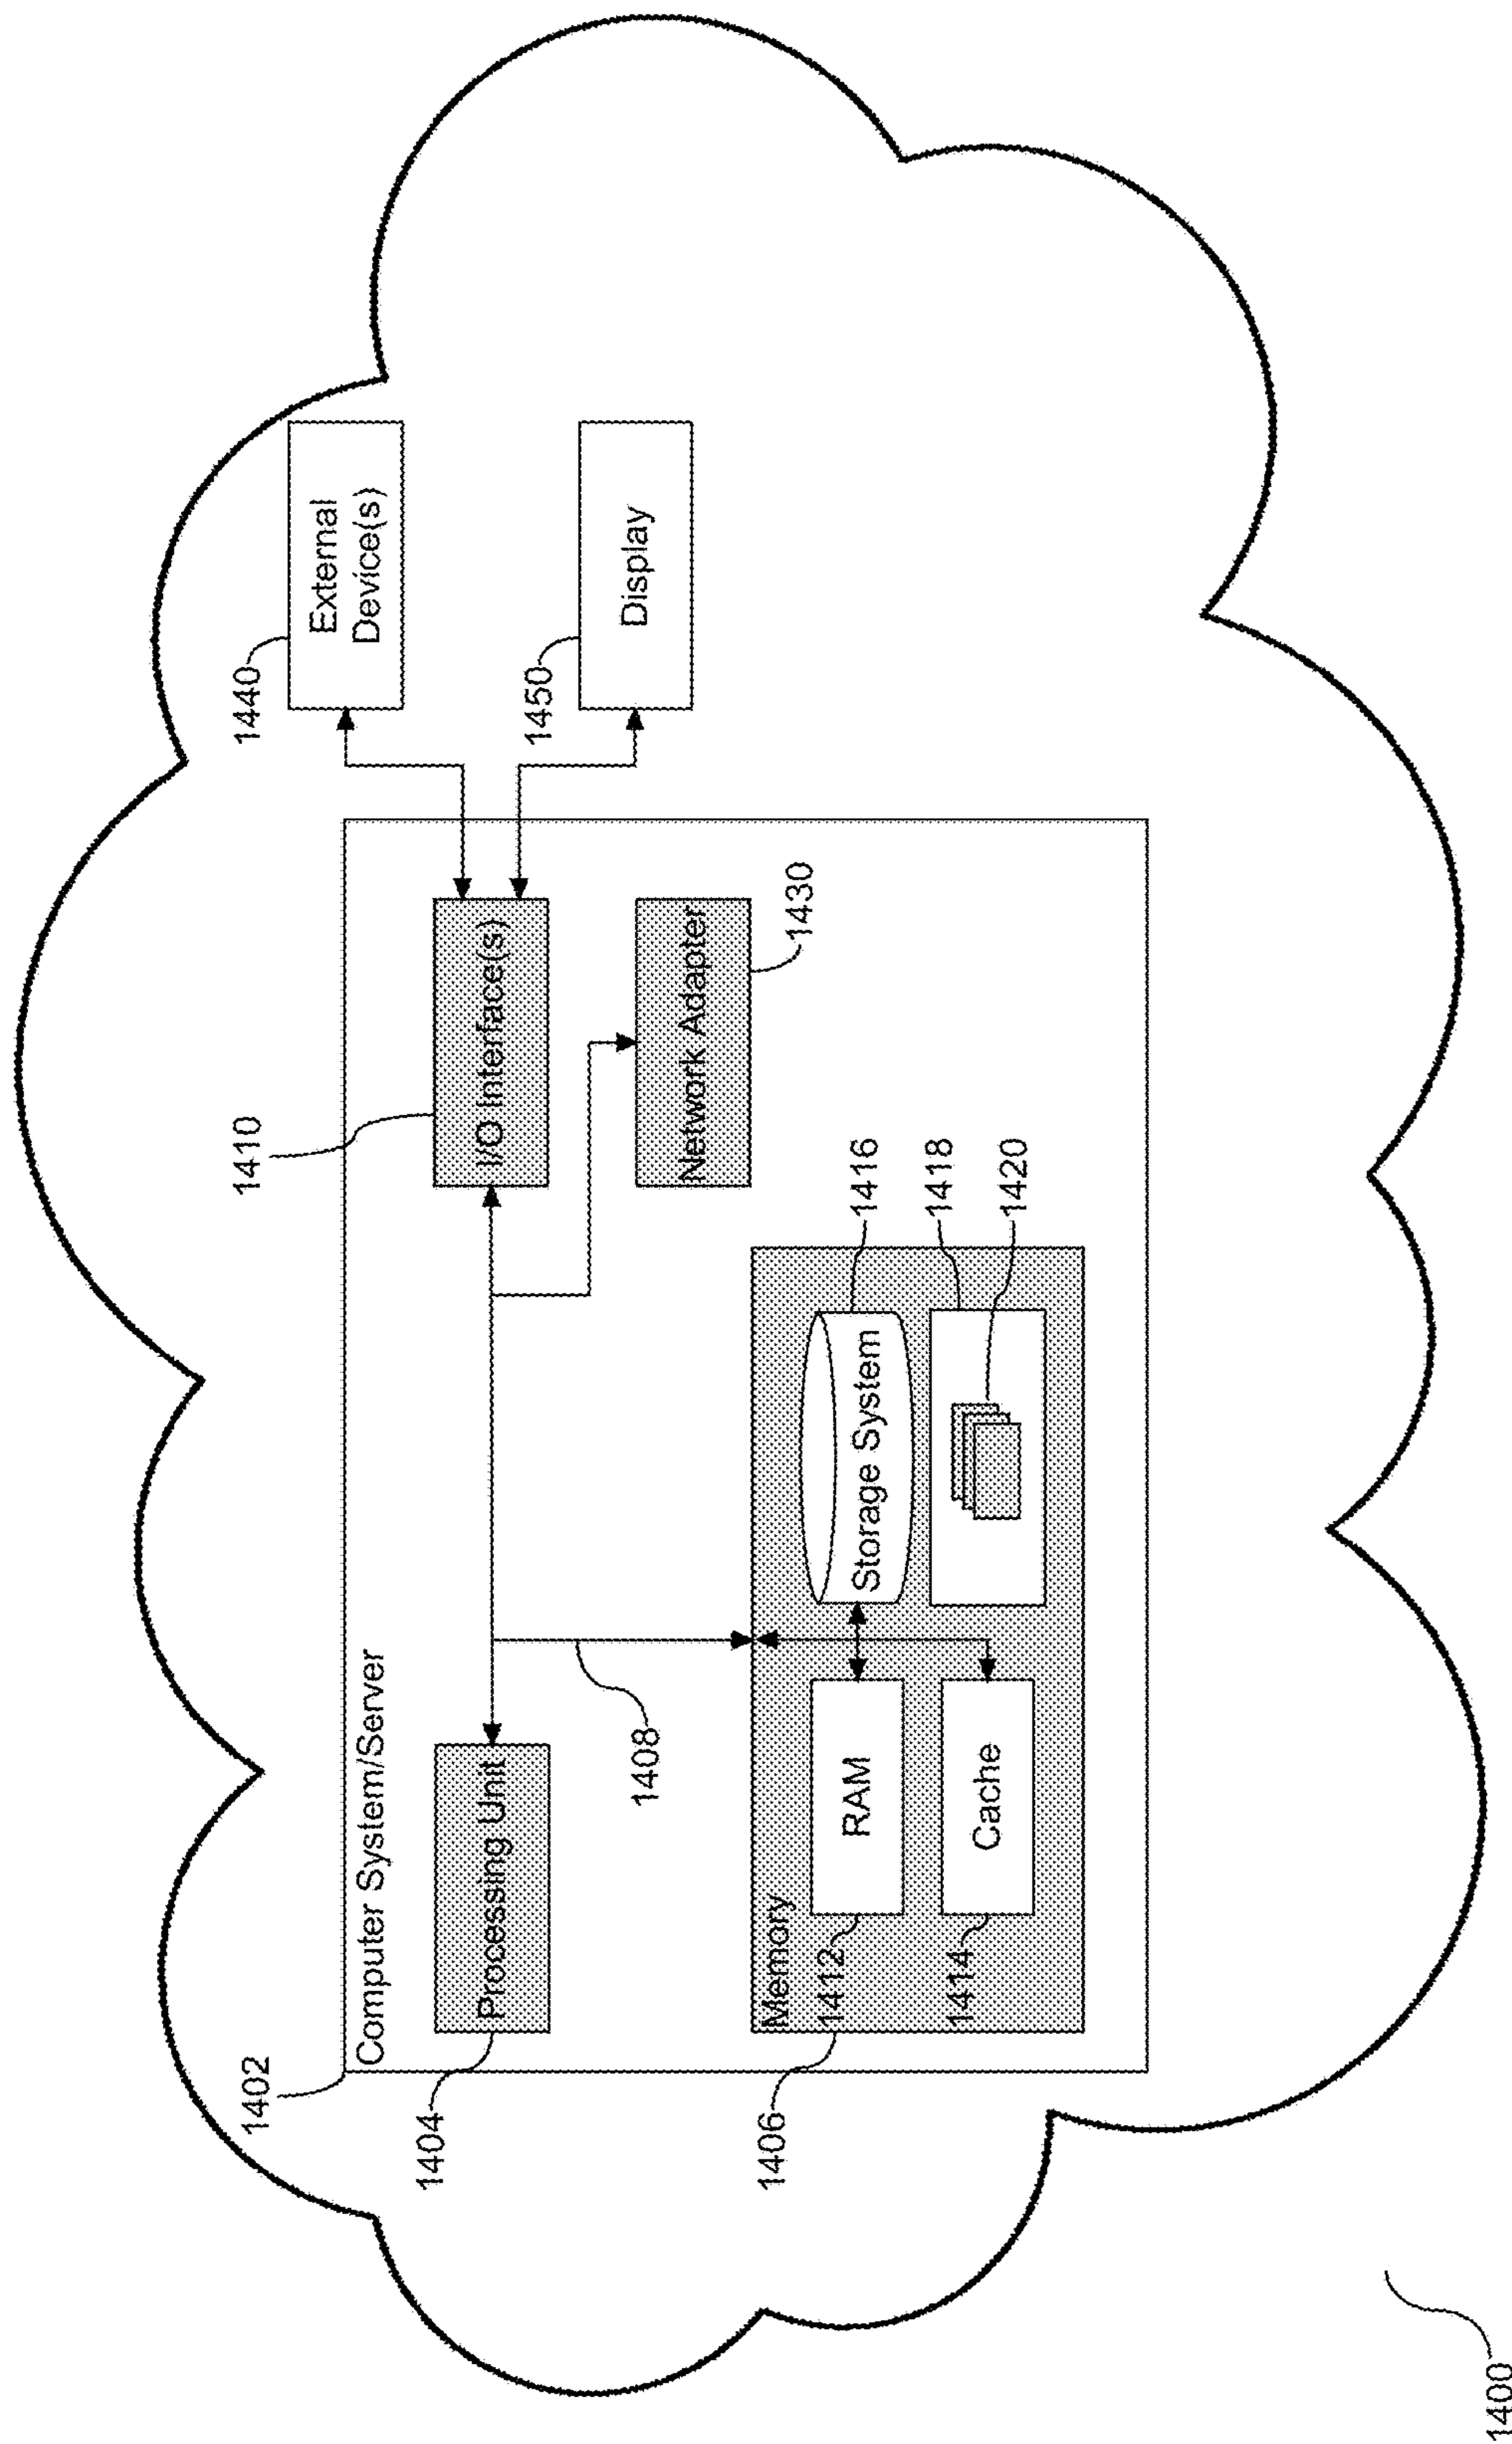 1402
Computer System/Server
1404
Processing Unit
1410
I/O Interface(s)
1440
External
Device(s)
1450
Display
1408
Network Adapter
1430
1406
Memory
1412
RAM
1414
Cache
Storage System
1416
1418
1420
1400